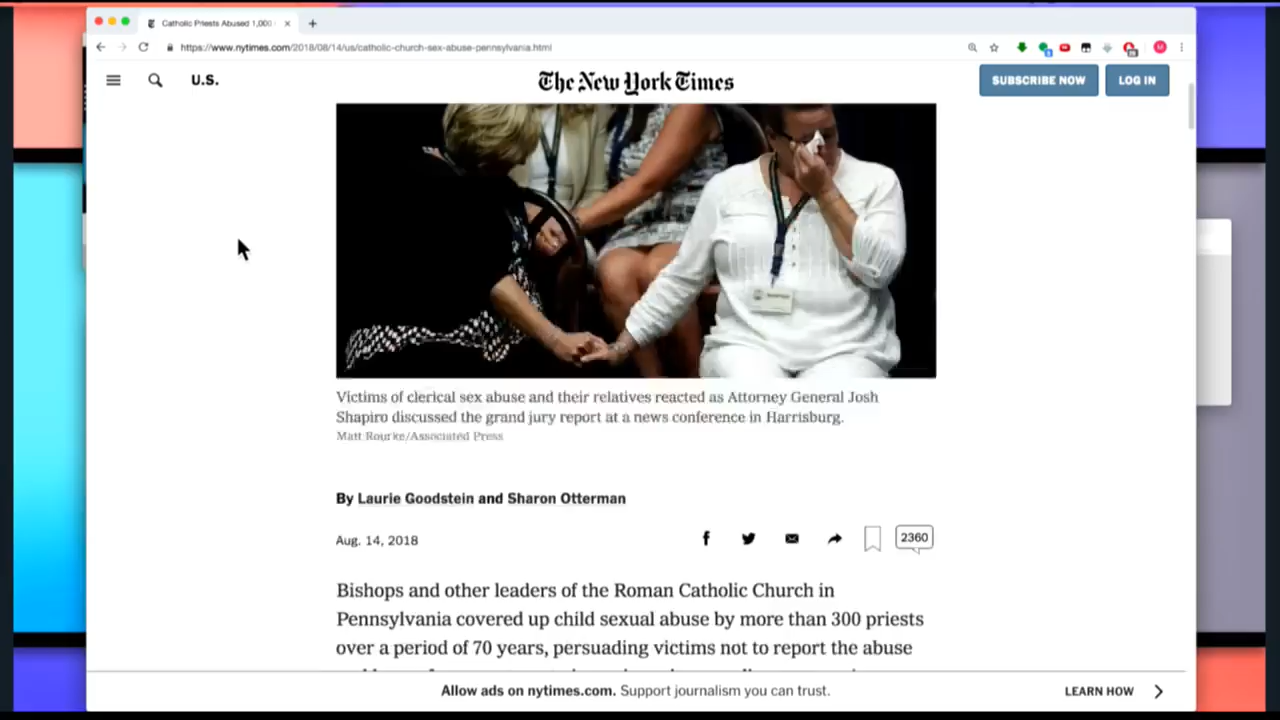 Catholic Priests Abused 1,000
https://www.nytimes.com/2018/08/14/us/catholic-church-sex-abuse-pennsylvania.html
U.S.
The New York Times
SUBSCRIBE NOW
LOG IN
Victims of clerical sex abuse and their relatives reacted as Attorney General Josh
Shapiro discussed the grand jury report at a news conference in Harrisburg.
Matt Rourke/Associated Press
By Laurie Goodstein and Sharon Otterman
Aug. 14, 2018
2360
Bishops and other leaders of the Roman Catholic Church in
Pennsylvania covered up child sexual abuse by more than 300 priests
over a period of 70 years, persuading victims not to report the abuse
Allow ads on nytimes.com. Support journalism you can trust.
LEARN HOW